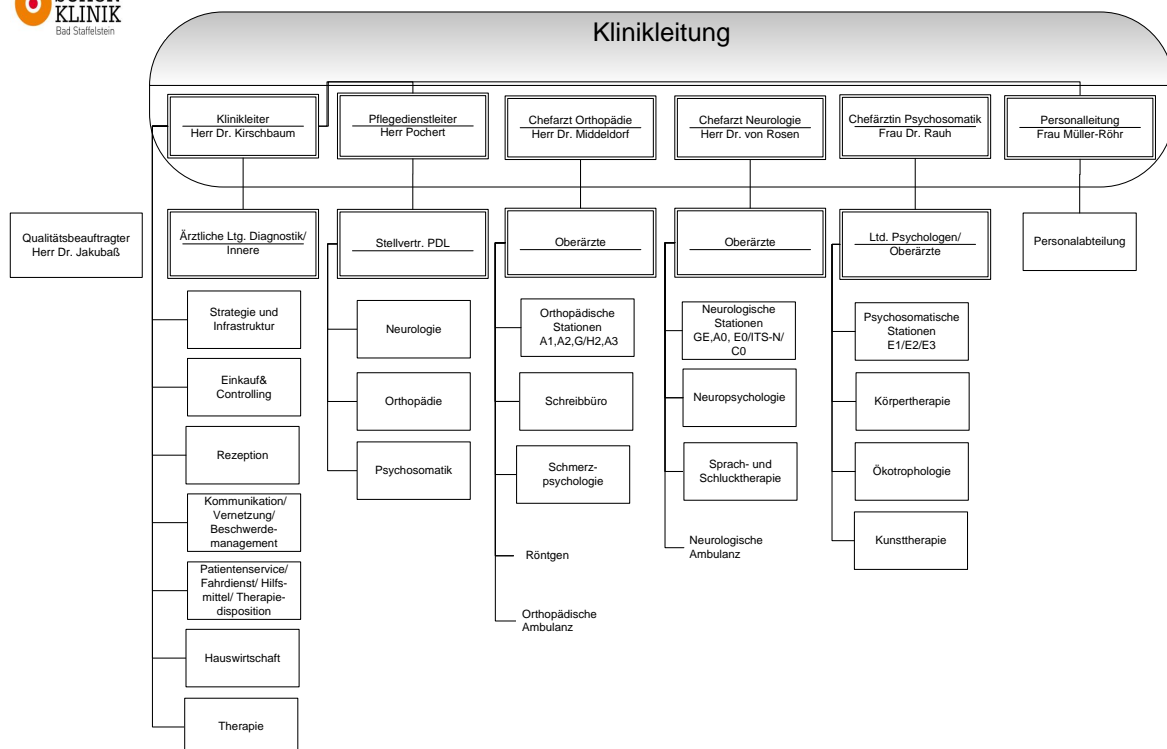 KLINIK
Bad Staffelstein
Klinikleitung
Klinikleiter
Herr Dr. Kirschbaum
Pflegedienstleiter
Herr Pochert
Chefarzt Orthopädie
Herr Dr. Middeldorf
Chefarzt Neurologie
Herr Dr. von Rosen
Chefärztin Psychosomatik
Frau Dr. Rauh
Personalleitung
Frau Müller-Röhr
Qualitätsbeauftragter
Herr Dr. Jakubaß
Ärztliche Ltg. Diagnostik/
Innere
Stellvertr. PDL
Oberärzte
Oberärzte
Ltd. Psychologen/
Oberärzte
Personalabteilung
Strategie und
Infrastruktur
Einkauf&
Controlling
Rezeption
Kommunikation/
Vernetzung/
Beschwerde-
management
Patientenservice/
Fahrdienst/ Hilfs-
mittel/ Therapie-
disposition
Hauswirtschaft
Therapie
Neurologie
Orthopädie
Psychosomatik
Orthopädische
Stationen
A1,A2,G/H2,A3
Schreibbüro
Schmerz-
psychologie
Röntgen
Orthopädische
Ambulanz
Neurologische
Stationen
GE,A0, E0/ITS-N/
C0
Neuropsychologie
Sprach- und
Schlucktherapie
Neurologische
Ambulanz
Psychosomatische
Stationen
E1/E2/E3
Körpertherapie
Ökotrophologie
Kunsttherapie